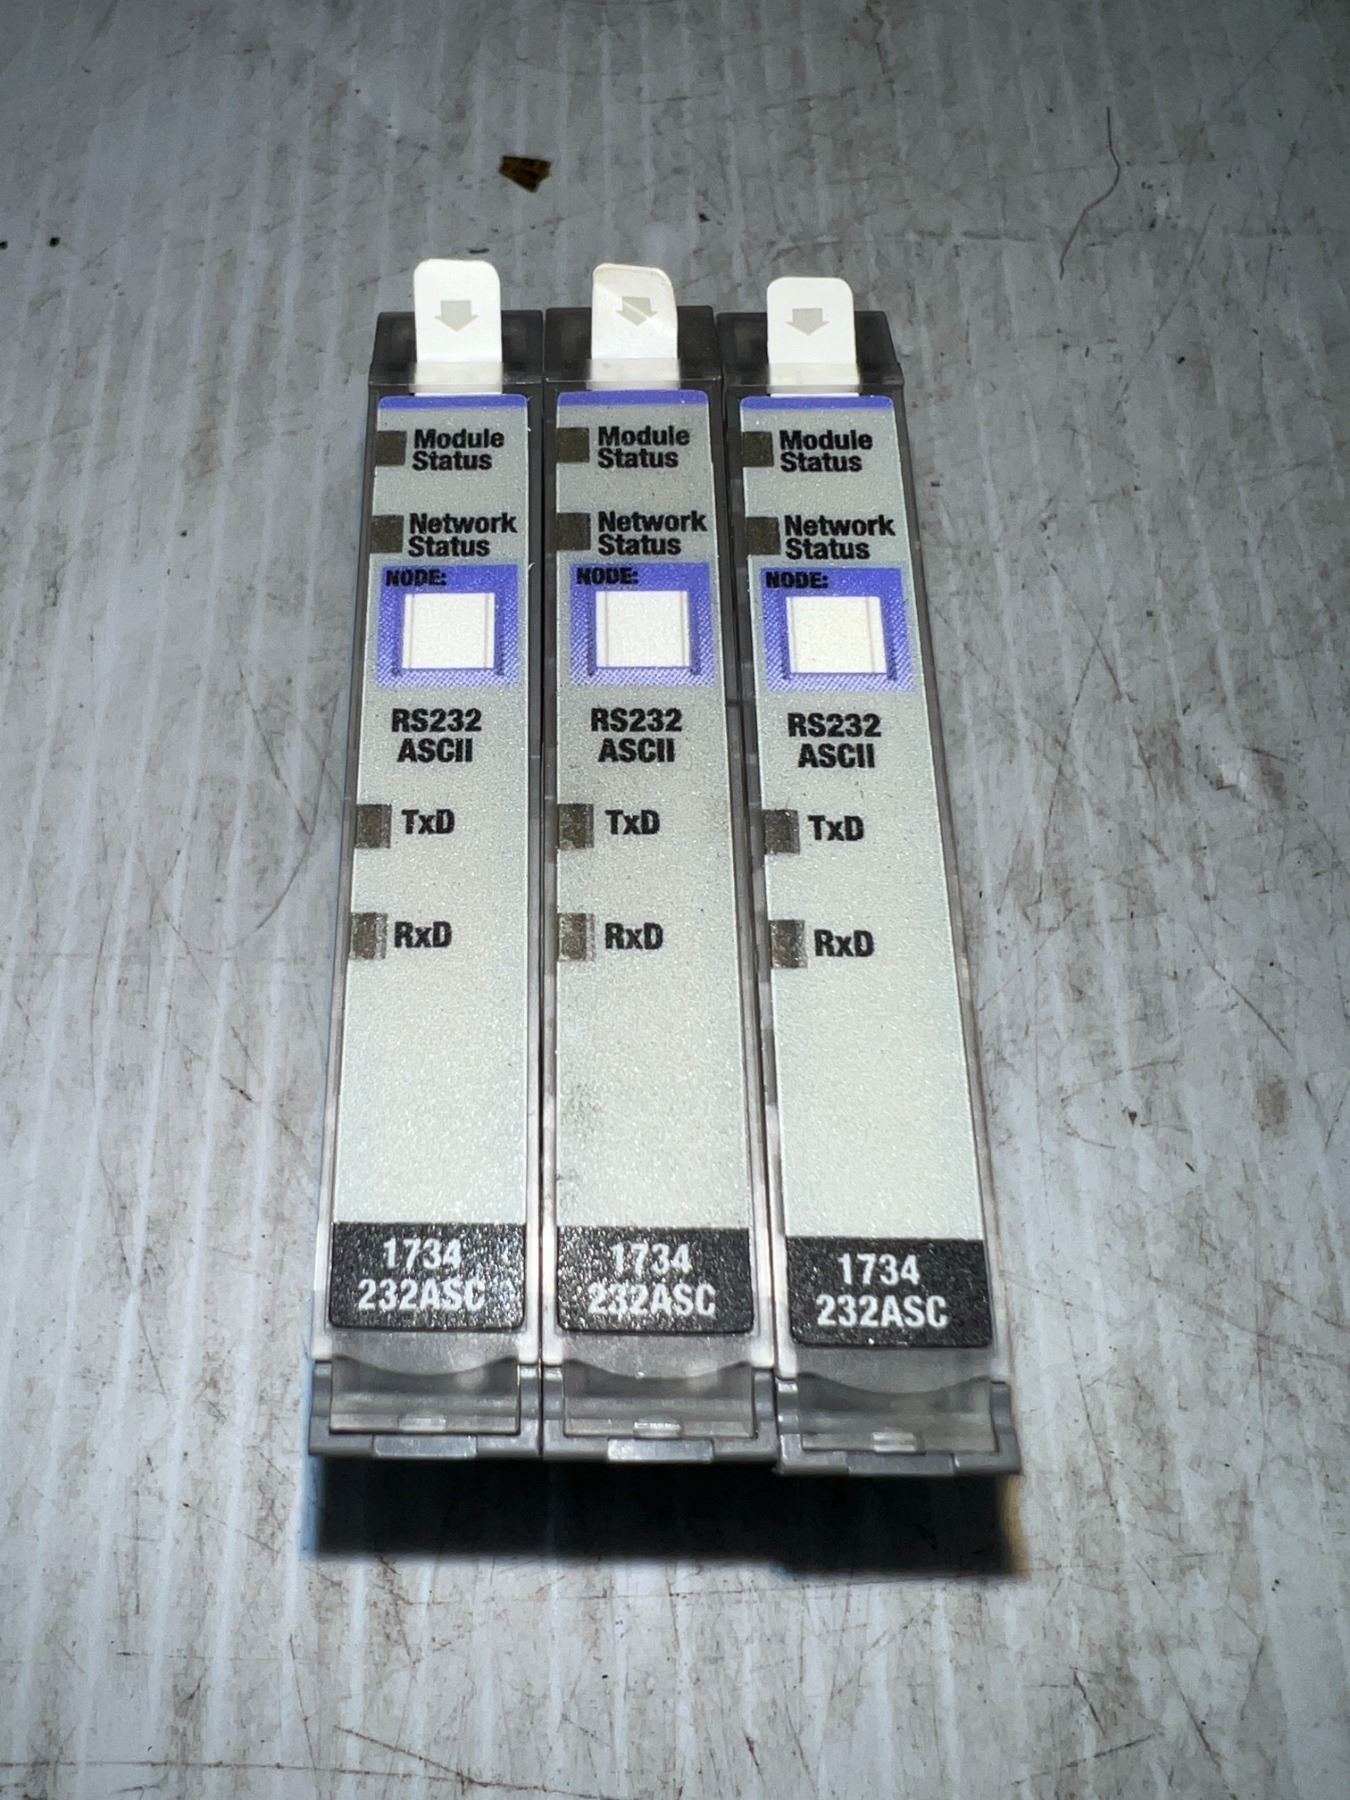 Module
Status
Network
Status
NODE:
RS232
ASCII
TxD
RxD
1734
232ASC
Module
Status
Network
Status
NODE:
RS232
ASCII
TxD
RxD
1734
232ASC
Module
Status
Network
Status
NODE:
RS232
ASCII
TxD
RxD
1734
232ASC